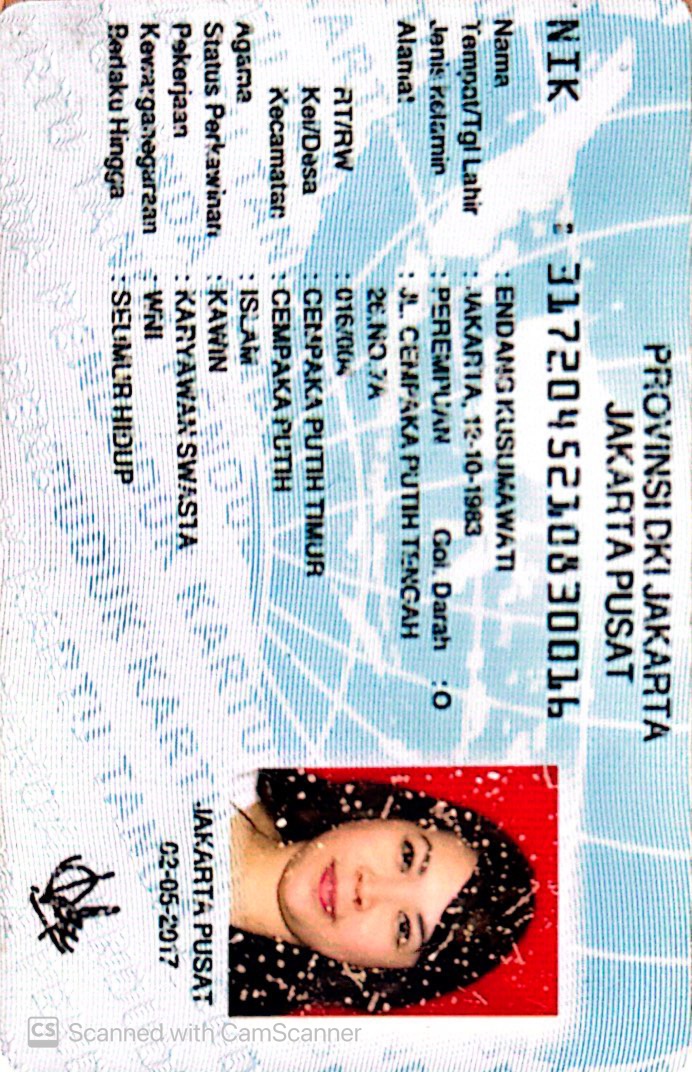 PROVINSI DKI JAKARTA
JAKARTA PUSAT
NIK : 3172045210830016
Nama : ENDANG KUSUMAWATI
Tempat/Tgl Lahir : JAKARTA, 12-10-1983
Jenis kelamin : PEREMPUAN Gol. Darah : O
Alamat : JL. CEMPAKA PUTIH TENGAH
26 NO.7A
RT/RW : 016/004
Kel/Desa : CEMPAKA PUTIH TIMUR
Kecamatan : CEMPAKA PUTIH
Agama : ISLAM
Status Perkawinan : KAWIN
Pekerjaan : KARYAWAN SWASTA
Kewarganegaraan : WNI
Berlaku Hingga : SEUMUR HIDUP
JAKARTA PUSAT
02-05-2017
CS Scanned with CamScanner